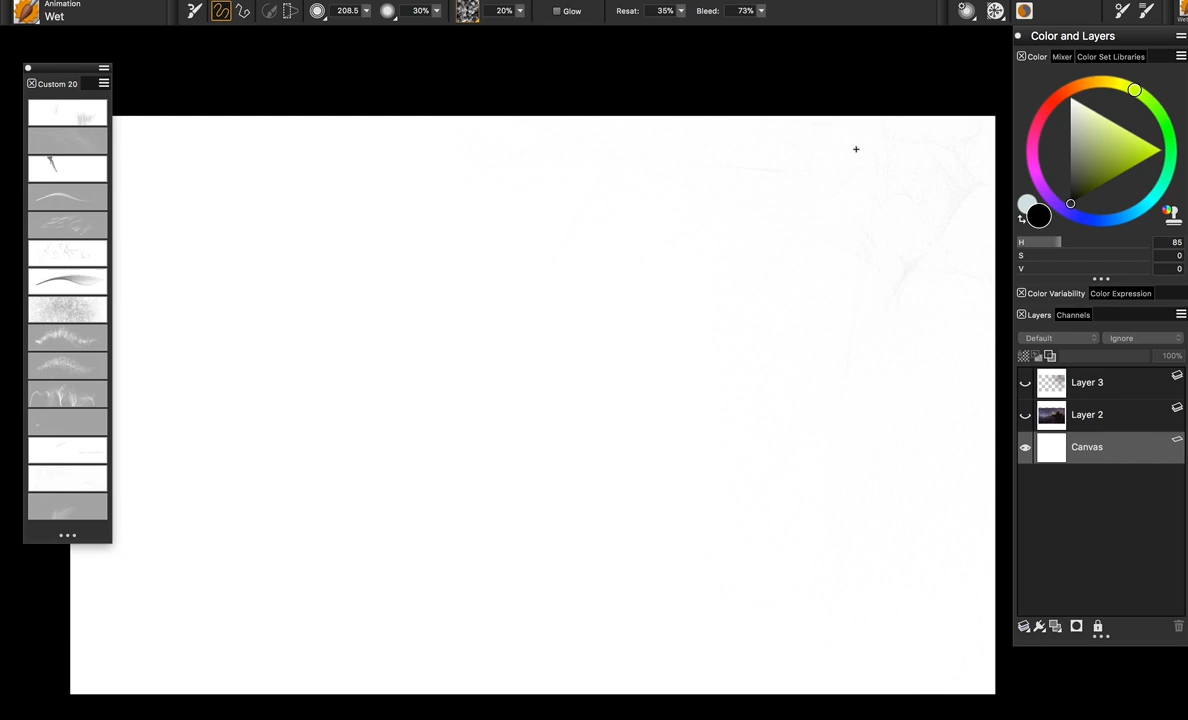 Animation
Wet
208.5
30%
20%
Glow
Resat: 35%
Bleed: 73%
Color and Layers
Custom 20
Color Mixer Color Set Libraries
H 85
S 0
V 0
Color Variability Color Expression
Layers Channels
Default Ignore
100%
Layer 3
Layer 2
Canvas